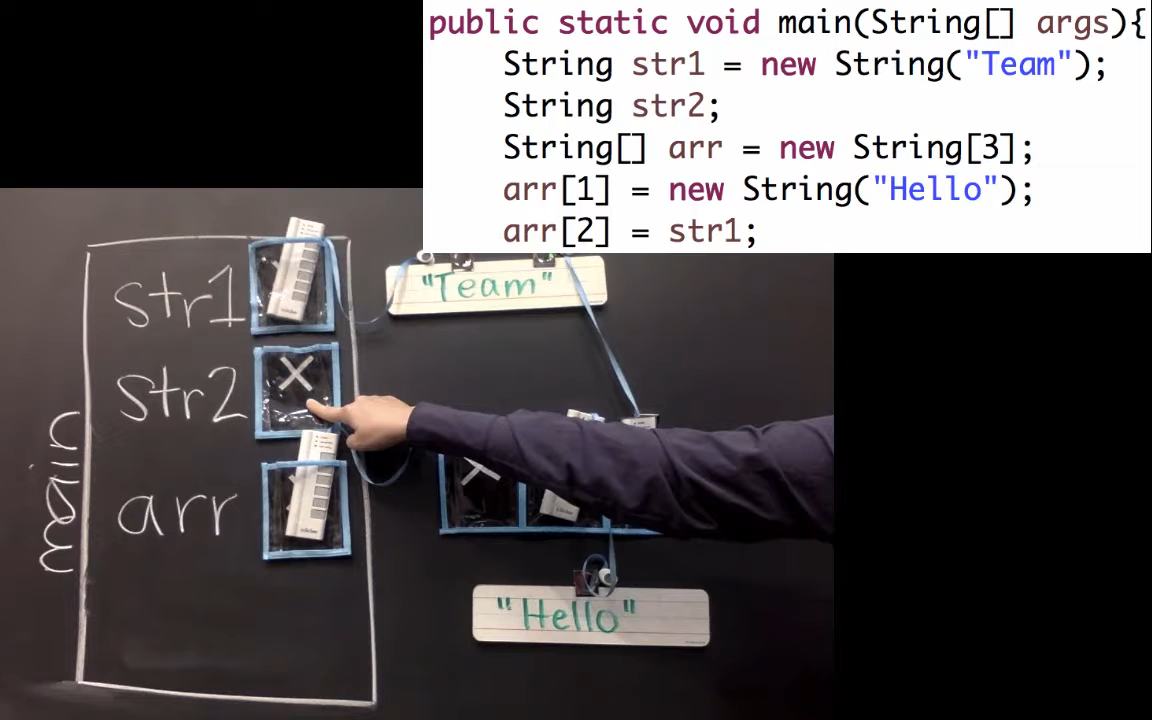 public static void main(String[] args){
String str1 = new String("Team");
String str2;
String[] arr = new String[3];
arr[1] = new String("Hello");
arr[2] = str1;
str1
"Team"
str2
arr
main
"Hello"